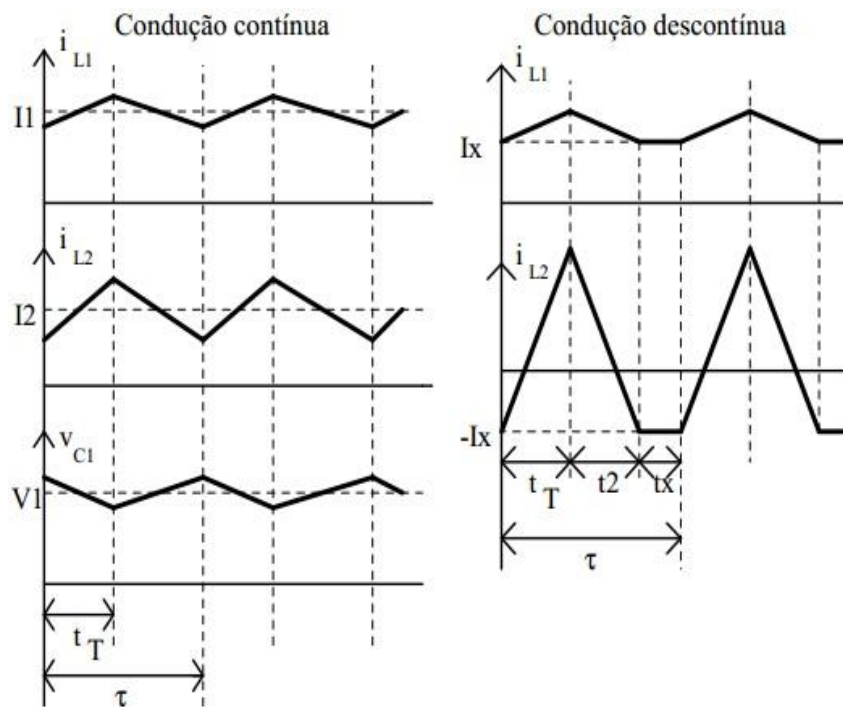 Condução contínua
i L1
I1
i L2
I2
v C1
V1
t T
τ
Condução descontínua
i L1
Ix
i L2
-Ix
t T t2 tx
τ